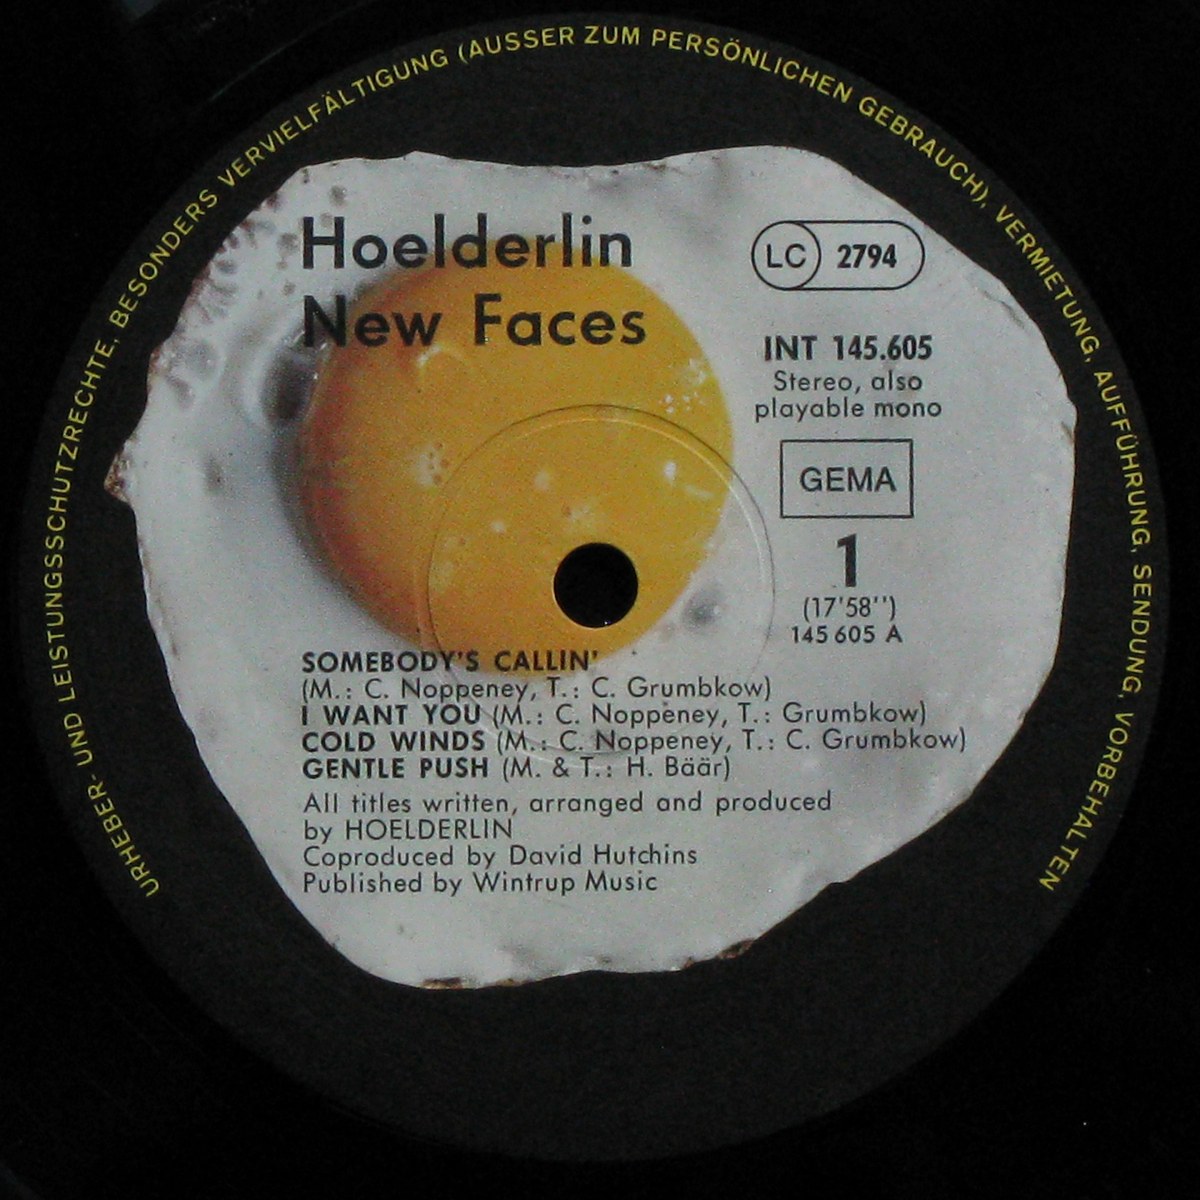 URHEBER- UND LEISTUNGSSCHUTZRECHTE, BESONDERS VERVIELFÄLTIGUNG (AUSSER ZUM PERSÖNLICHEN GEBRAUCH), VERMIETUNG, AUFFÜHRUNG, SENDUNG, VORBEHALTEN
Hoelderlin
New Faces
LC 2794
INT 145.605
Stereo, also
playable mono
GEMA
1
(17'58'')
145 605 A
SOMEBODY'S CALLIN'
(M.: C. Noppeney, T.: C. Grumbkow)
I WANT YOU (M.: C. Noppeney, T.: Grumbkow)
COLD WINDS (M.: C. Noppeney, T.: C. Grumbkow)
GENTLE PUSH (M. & T.: H. Bäär)
All titles written, arranged and produced
by HOELDERLIN
Coproduced by David Hutchins
Published by Wintrup Music